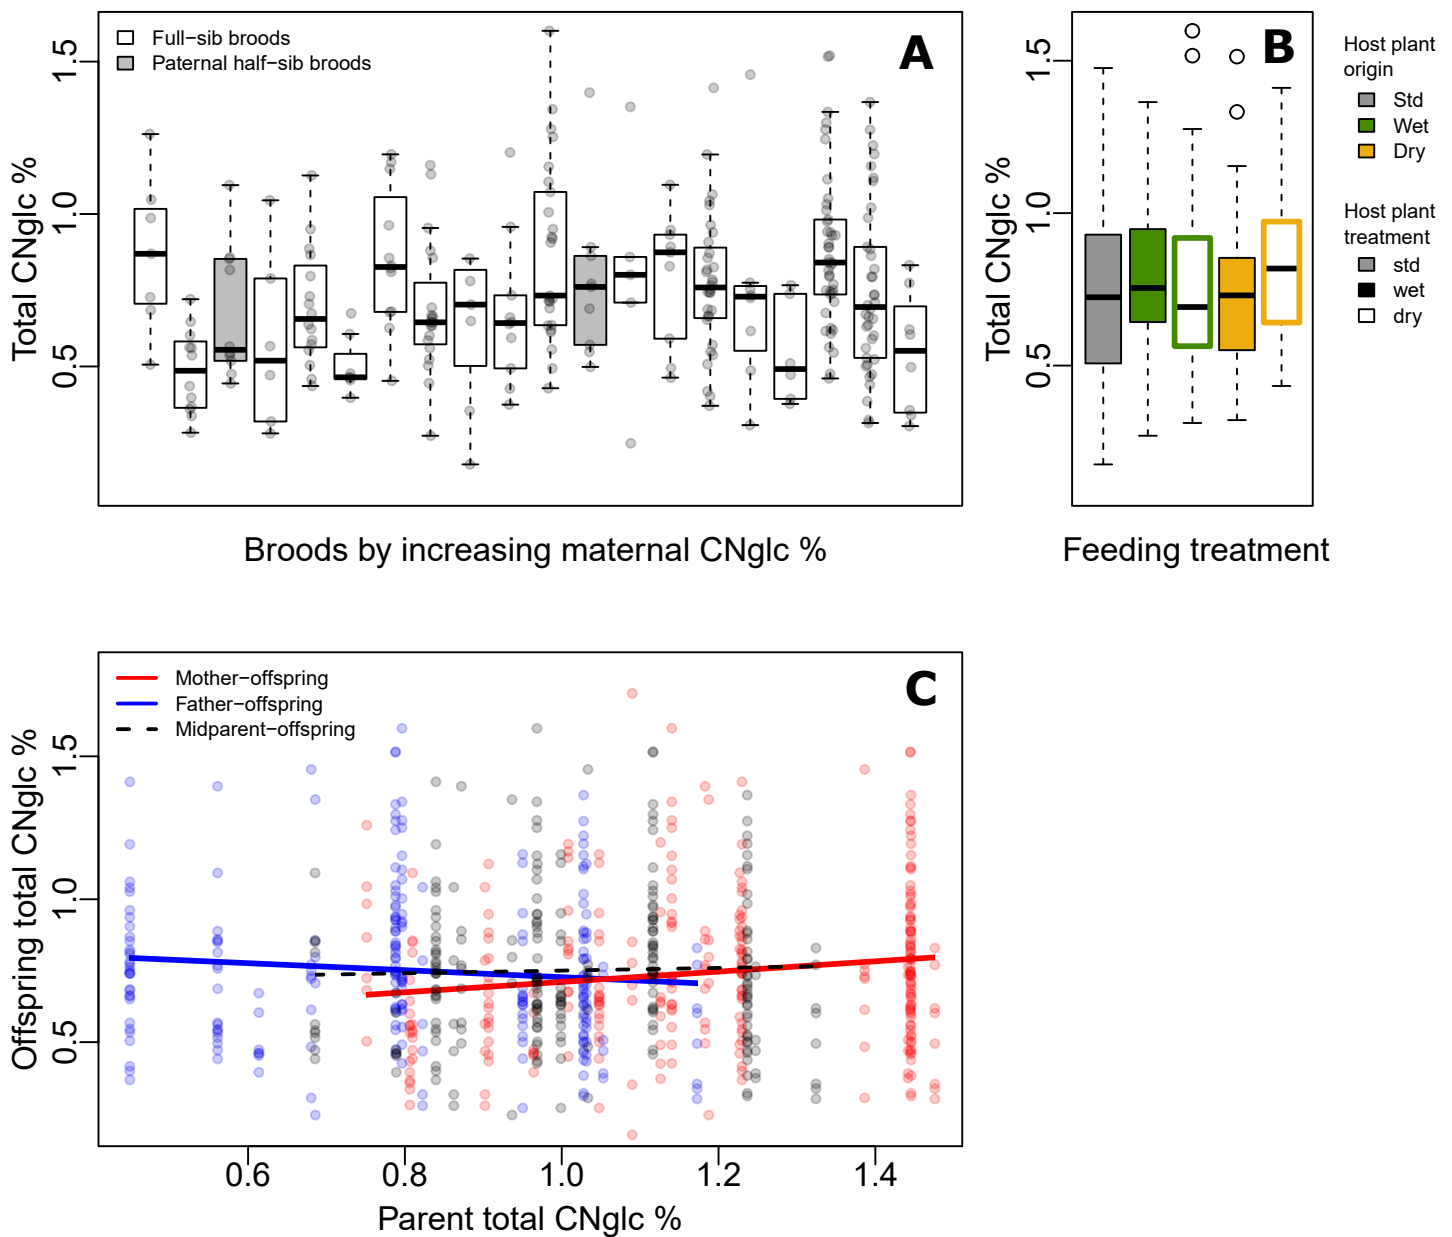 Full−sib broods
Paternal half−sib broods
A
Total CNglc %
0.5
1.0
1.5
Broods by increasing maternal CNglc %
B
Total CNglc %
0.5
1.0
1.5
Feeding treatment
Host plant
origin
Std
Wet
Dry
Host plant
treatment
std
wet
dry
Mother−offspring
Father−offspring
Midparent−offspring
C
Offspring total CNglc %
0.5
1.0
1.5
0.6
0.8
1.0
1.2
1.4
Parent total CNglc %